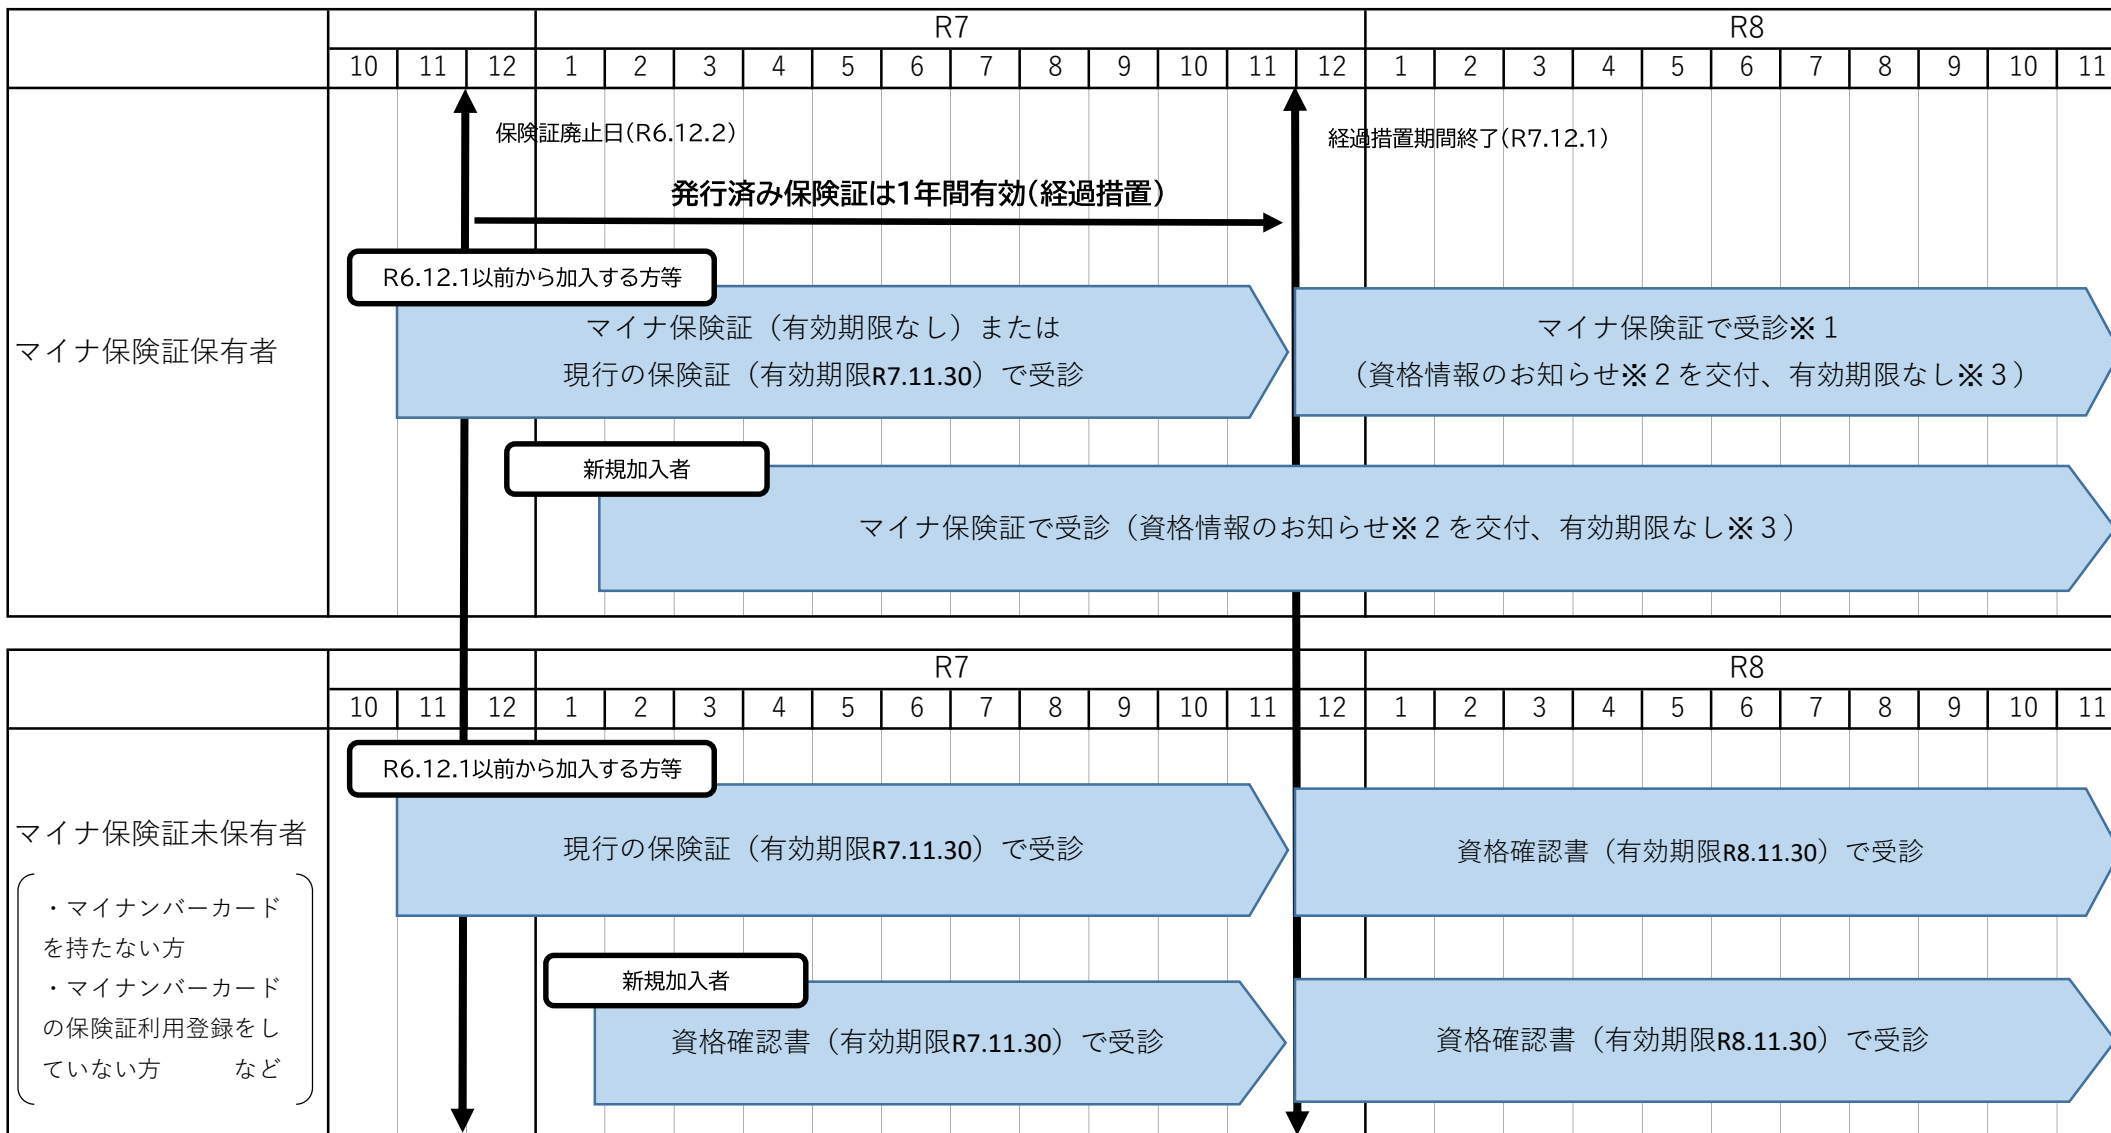 R7 R8
10 11 12 1 2 3 4 5 6 7 8 9 10 11 12 1 2 3 4 5 6 7 8 9 10 11
保険証廃止日(R6.12.2)
経過措置期間終了(R7.12.1)
発行済み保険証は1年間有効(経過措置)
R6.12.1以前から加入する方等
マイナ保険証保有者
マイナ保険証（有効期限なし）または
現行の保険証（有効期限R7.11.30）で受診
マイナ保険証で受診※１
（資格情報のお知らせ※２を交付、有効期限なし※３）
新規加入者
マイナ保険証で受診（資格情報のお知らせ※２を交付、有効期限なし※３）
R7 R8
10 11 12 1 2 3 4 5 6 7 8 9 10 11 12 1 2 3 4 5 6 7 8 9 10 11
R6.12.1以前から加入する方等
マイナ保険証未保有者
・マイナンバーカード
を持たない方
・マイナンバーカード
の保険証利用登録をし
ていない方　　など
現行の保険証（有効期限R7.11.30）で受診
資格確認書（有効期限R8.11.30）で受診
新規加入者
資格確認書（有効期限R7.11.30）で受診
資格確認書（有効期限R8.11.30）で受診